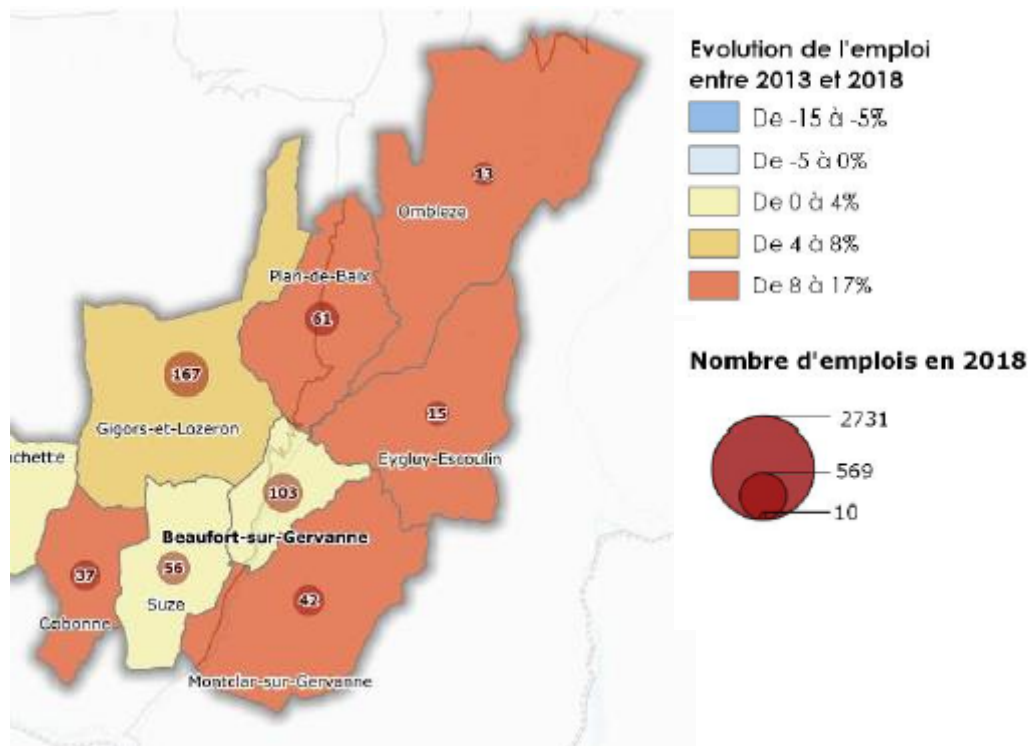 Evolution de l'emploi
entre 2013 et 2018
De -15 à -5%
De -5 à 0%
De 0 à 4%
De 4 à 8%
De 8 à 17%
Nombre d'emplois en 2018
2731
569
10
13
Ombleze
Plan-de-Baix
61
167
15
Gigors-et-Lozeron
Eygluy-Escoulin
chette
103
Beaufort-sur-Gervanne
56
37
42
Suze
Cobonne
Montclar-sur-Gervanne